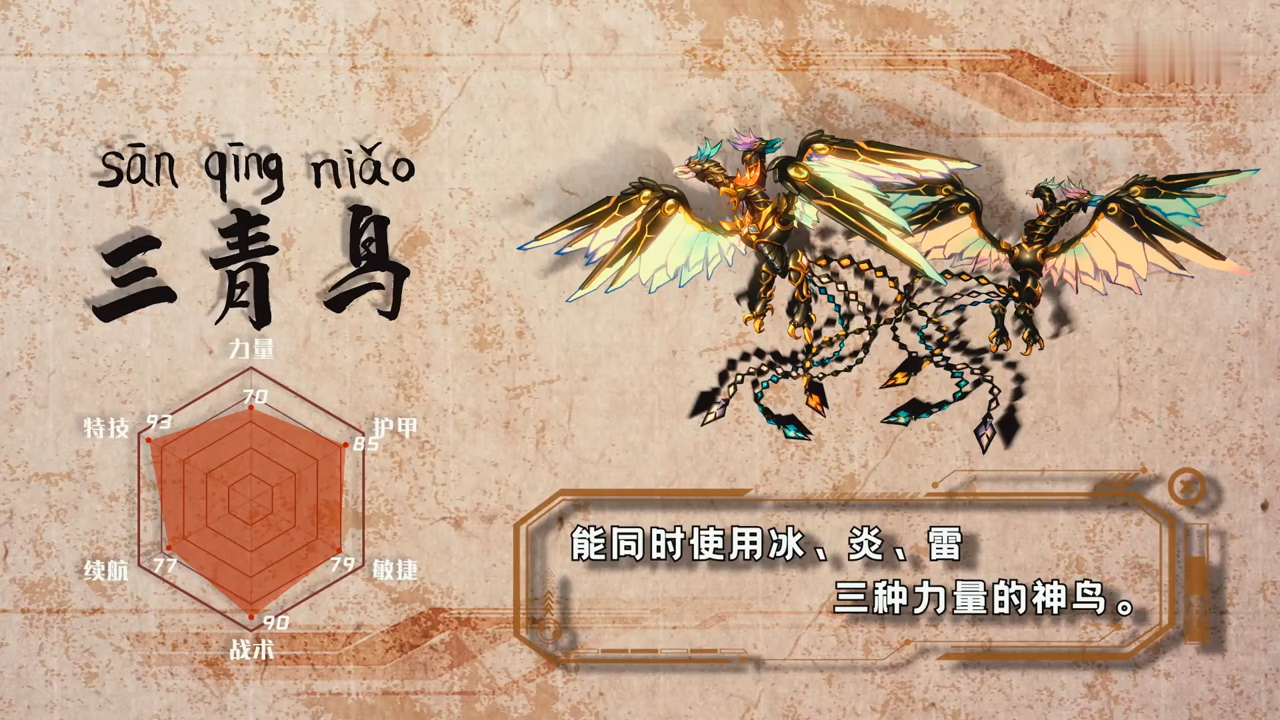 sān qīng niǎo
三青鸟
力量
70
特技
93
护甲
85
续航
77
79
敏捷
90
战术
能同时使用冰、炎、雷
三种力量的神鸟。